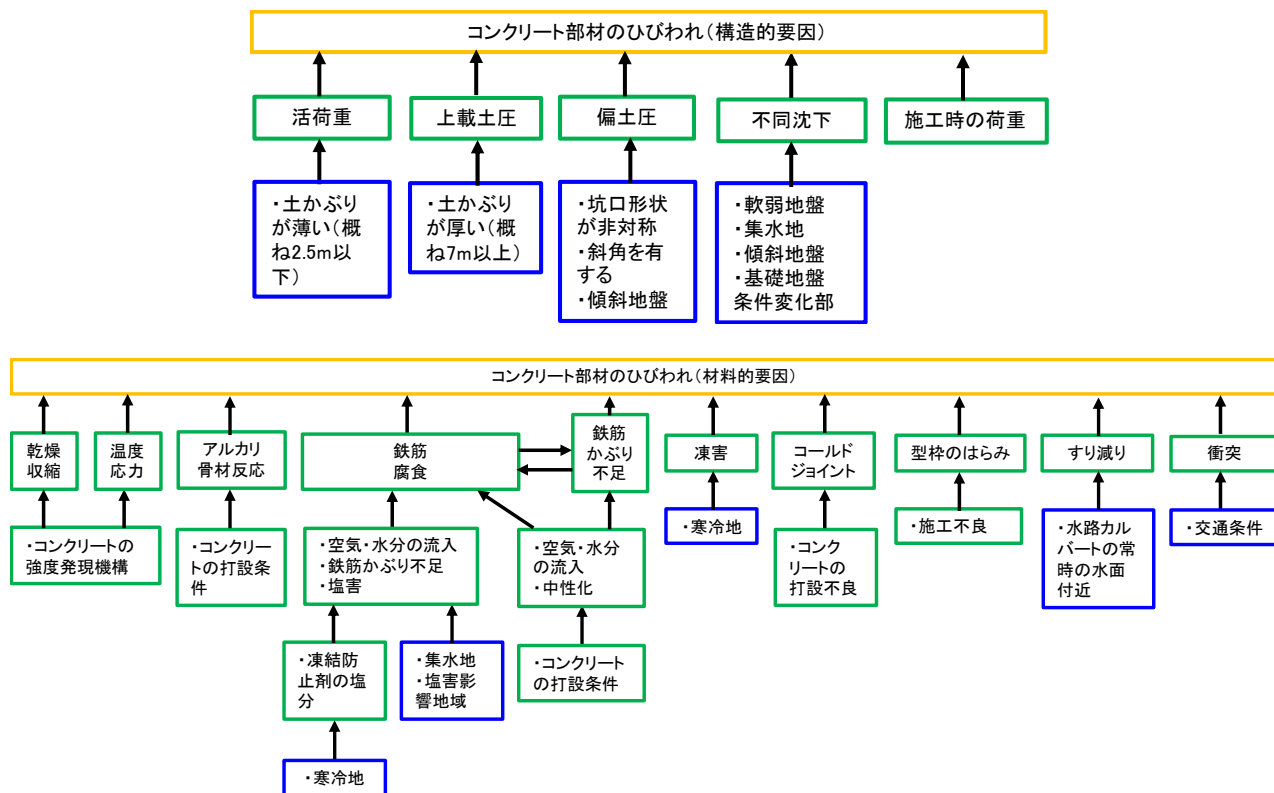 コンクリート部材のひびわれ(構造的要因)
活荷重
上載土圧
偏土圧
不同沈下
施工時の荷重
・土かぶり
が薄い(概
ね2.5m以
下)
・土かぶり
が厚い(概
ね7m以上)
・坑口形状
が非対称
・斜角を有
する
・傾斜地盤
・軟弱地盤
・集水地
・傾斜地盤
・基礎地盤
条件変化部
コンクリート部材のひびわれ(材料的要因)
乾燥
収縮
温度
応力
アルカリ
骨材反応
鉄筋
腐食
鉄筋
かぶり
不足
凍害
コールド
ジョイント
型枠のはらみ
すり減り
衝突
・コンクリートの
強度発現機構
・コンクリー
トの打設条
件
・空気・水分の流入
・鉄筋かぶり不足
・塩害
・空気・水分
の流入
・中性化
・寒冷地
・コンク
リートの
打設不良
・施工不良
・水路カル
バートの常
時の水面
付近
・交通条件
・凍結防
止剤の塩
分
・集水地
・塩害影
響地域
・コンクリート
の打設条件
・寒冷地